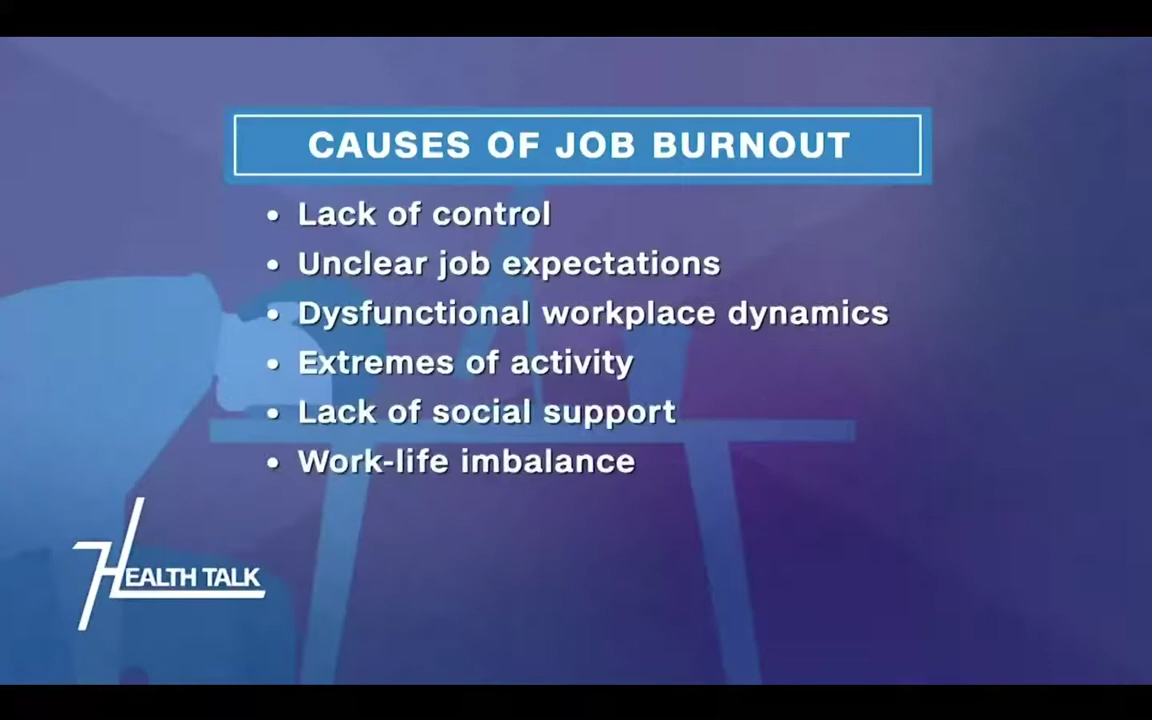 CAUSES OF JOB BURNOUT
• Lack of control
• Unclear job expectations
• Dysfunctional workplace dynamics
• Extremes of activity
• Lack of social support
• Work-life imbalance
HEALTH TALK